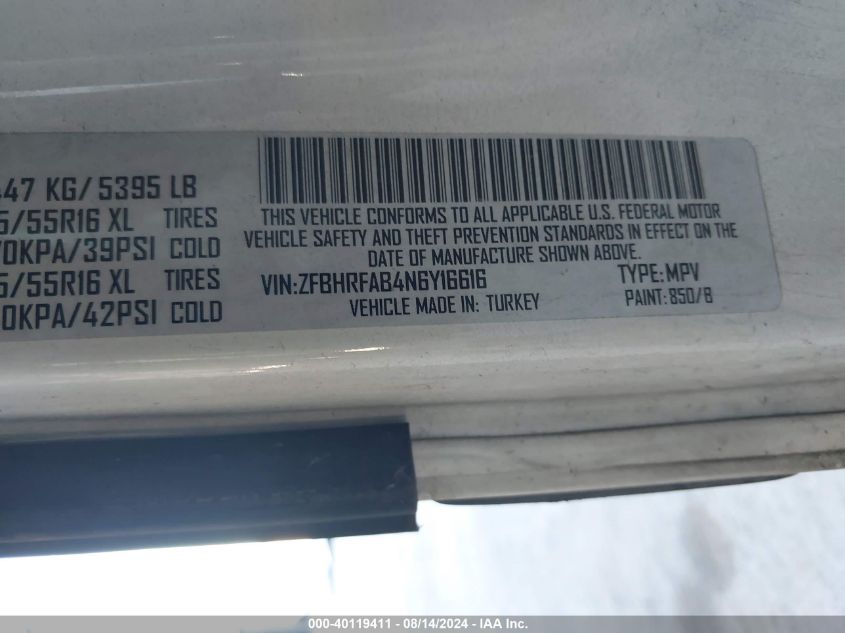 447 KG/ 5395 LB
5/55R16 XL TIRES
0KPA/39PSI COLD
5/55R16 XL TIRES
0KPA/42PSI COLD
THIS VEHICLE CONFORMS TO ALL APPLICABLE U.S. FEDERAL MOTOR
VEHICLE SAFETY AND THEFT PREVENTION STANDARDS IN EFFECT ON THE
DATE OF MANUFACTURE SHOWN ABOVE.
VIN:ZFBHRFAB4N6Y16616 TYPE: MPV
VEHICLE MADE IN: TURKEY PAINT: 850/B
000-40119411 - 08/14/2024 - IAA Inc.